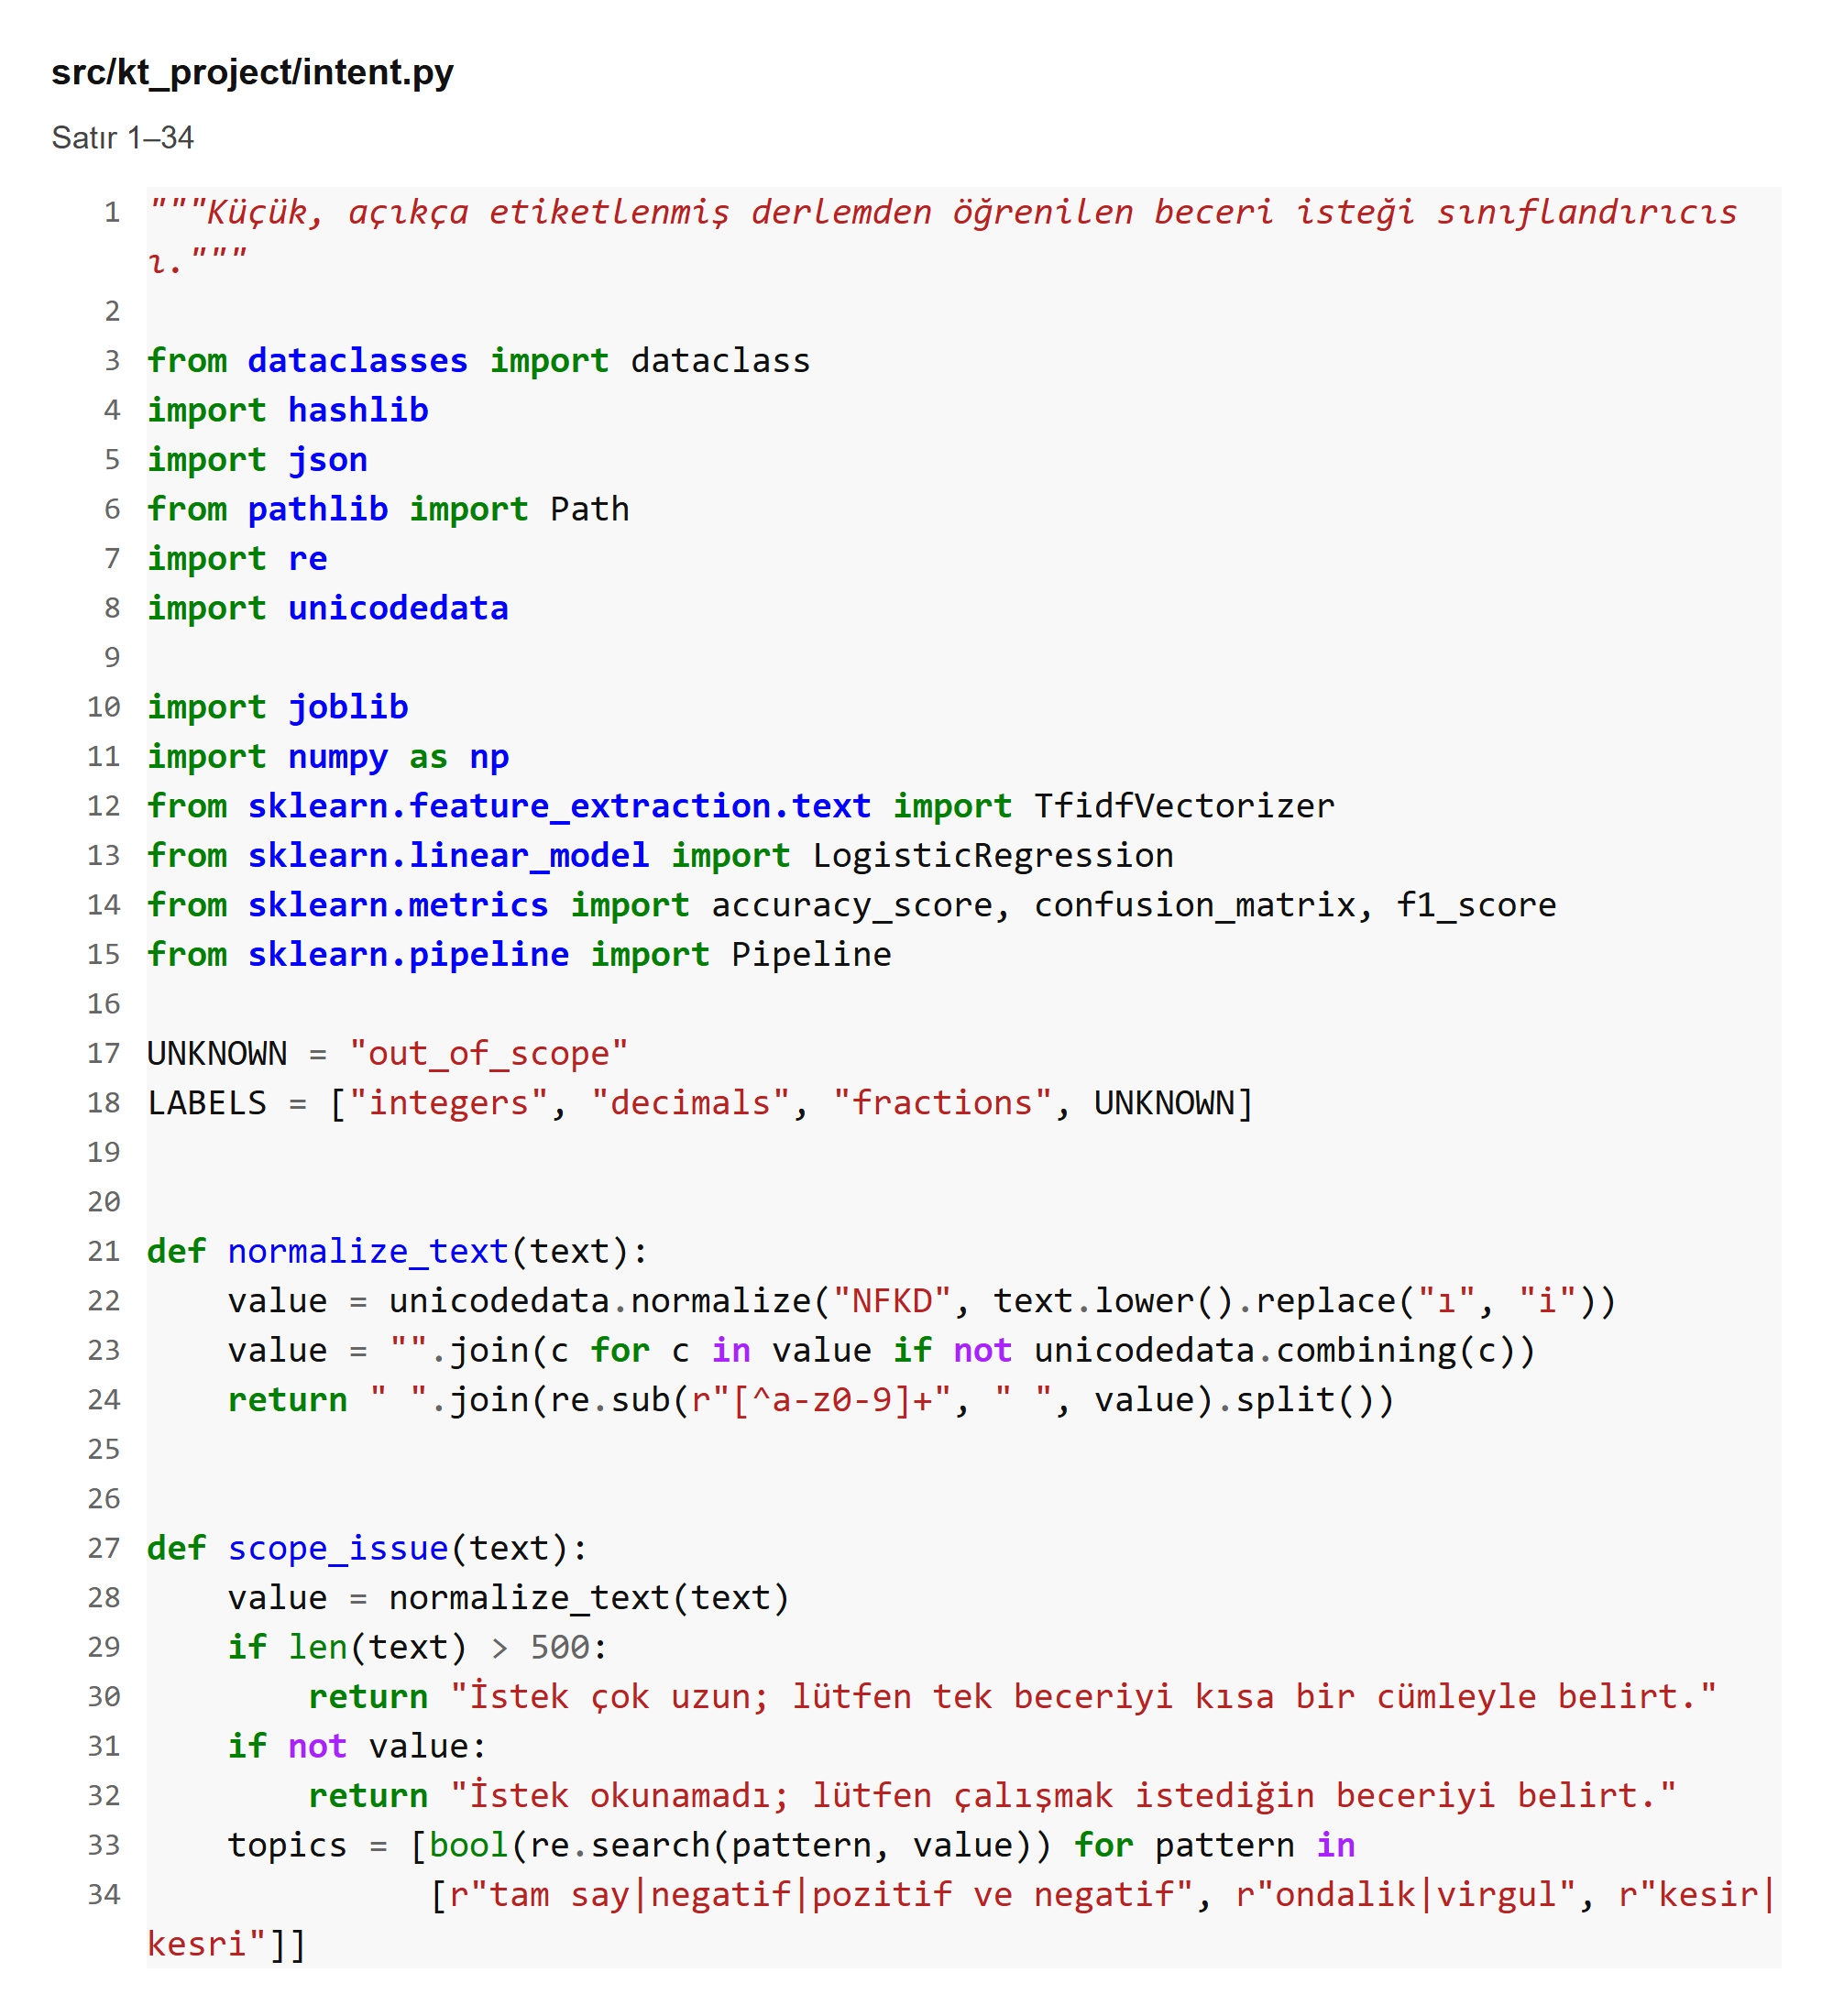 src/kt_project/intent.py
Satır 1–34
1 """Küçük, açıkça etiketlenmiş derlemden öğrenilen beceri isteği sınıflandırıcıs
ı."""
2
3 from dataclasses import dataclass
4 import hashlib
5 import json
6 from pathlib import Path
7 import re
8 import unicodedata
9
10 import joblib
11 import numpy as np
12 from sklearn.feature_extraction.text import TfidfVectorizer
13 from sklearn.linear_model import LogisticRegression
14 from sklearn.metrics import accuracy_score, confusion_matrix, f1_score
15 from sklearn.pipeline import Pipeline
16
17 UNKNOWN = "out_of_scope"
18 LABELS = ["integers", "decimals", "fractions", UNKNOWN]
19
20
21 def normalize_text(text):
22     value = unicodedata.normalize("NFKD", text.lower().replace("ı", "i"))
23     value = "".join(c for c in value if not unicodedata.combining(c))
24     return " ".join(re.sub(r"[^a-z0-9]+", " ", value).split())
25
26
27 def scope_issue(text):
28     value = normalize_text(text)
29     if len(text) > 500:
30         return "İstek çok uzun; lütfen tek beceriyi kısa bir cümleyle belirt."
31     if not value:
32         return "İstek okunamadı; lütfen çalışmak istediğin beceriyi belirt."
33     topics = [bool(re.search(pattern, value)) for pattern in
34               [r"tam say|negatif|pozitif ve negatif", r"ondalik|virgul", r"kesir|
kesri"]]